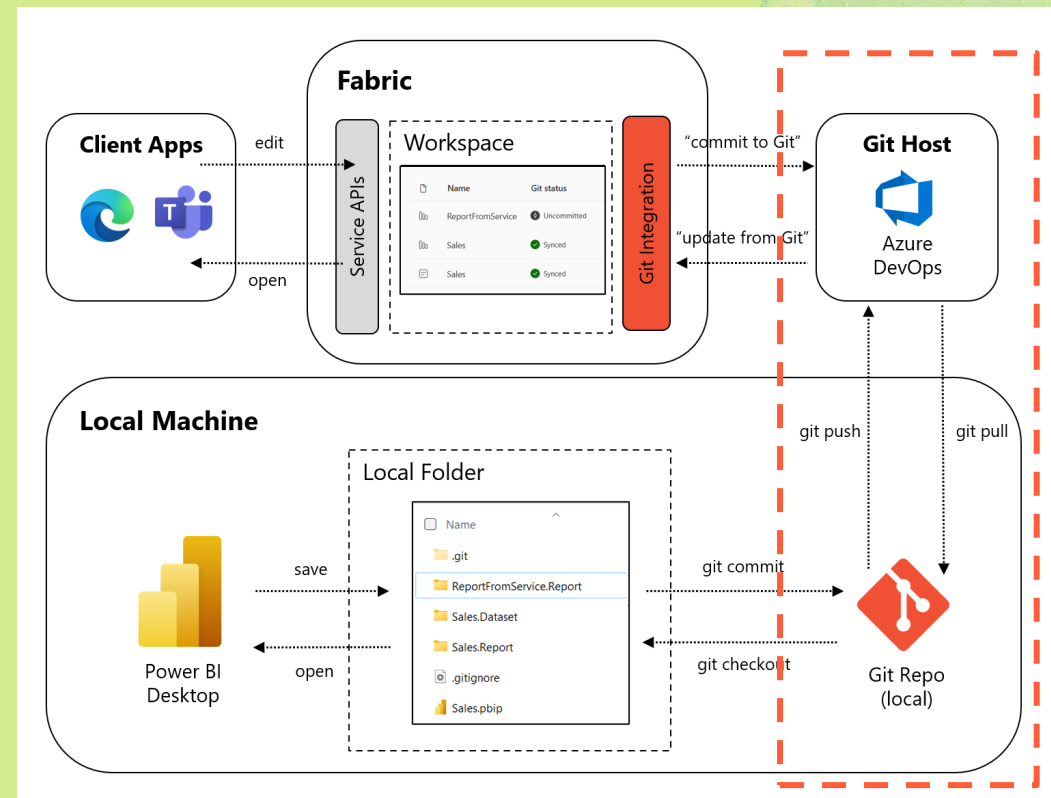 Fabric
Client Apps
edit
open
Service APIs
Workspace
Name Git status
ReportFromService Uncommitted
Sales Synced
Sales Synced
Git Integration
“commit to Git”
“update from Git”
Git Host
Azure
DevOps
Local Machine
git push
git pull
Local Folder
Name
.git
ReportFromService.Report
Sales.Dataset
Sales.Report
.gitignore
Sales.pbip
save
open
Power BI
Desktop
git commit
git checkout
Git Repo
(local)